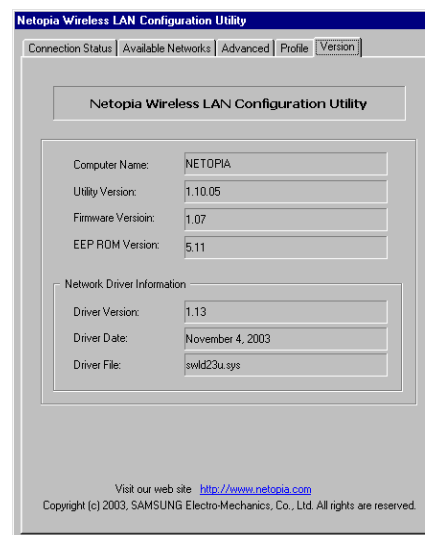 Netopia Wireless LAN Configuration Utility
Connection Status Available Networks Advanced Profile Version
Netopia Wireless LAN Configuration Utility
Computer Name: NETOPIA
Utility Version: 1.10.05
Firmware Versioin: 1.07
EEP ROM Version: 5.11
Network Driver Information
Driver Version: 1.13
Driver Date: November 4, 2003
Driver File: swld23u.sys
Visit our web site http://www.netopia.com
Copyright (c) 2003, SAMSUNG Electro-Mechanics, Co., Ltd. All rights are reserved.